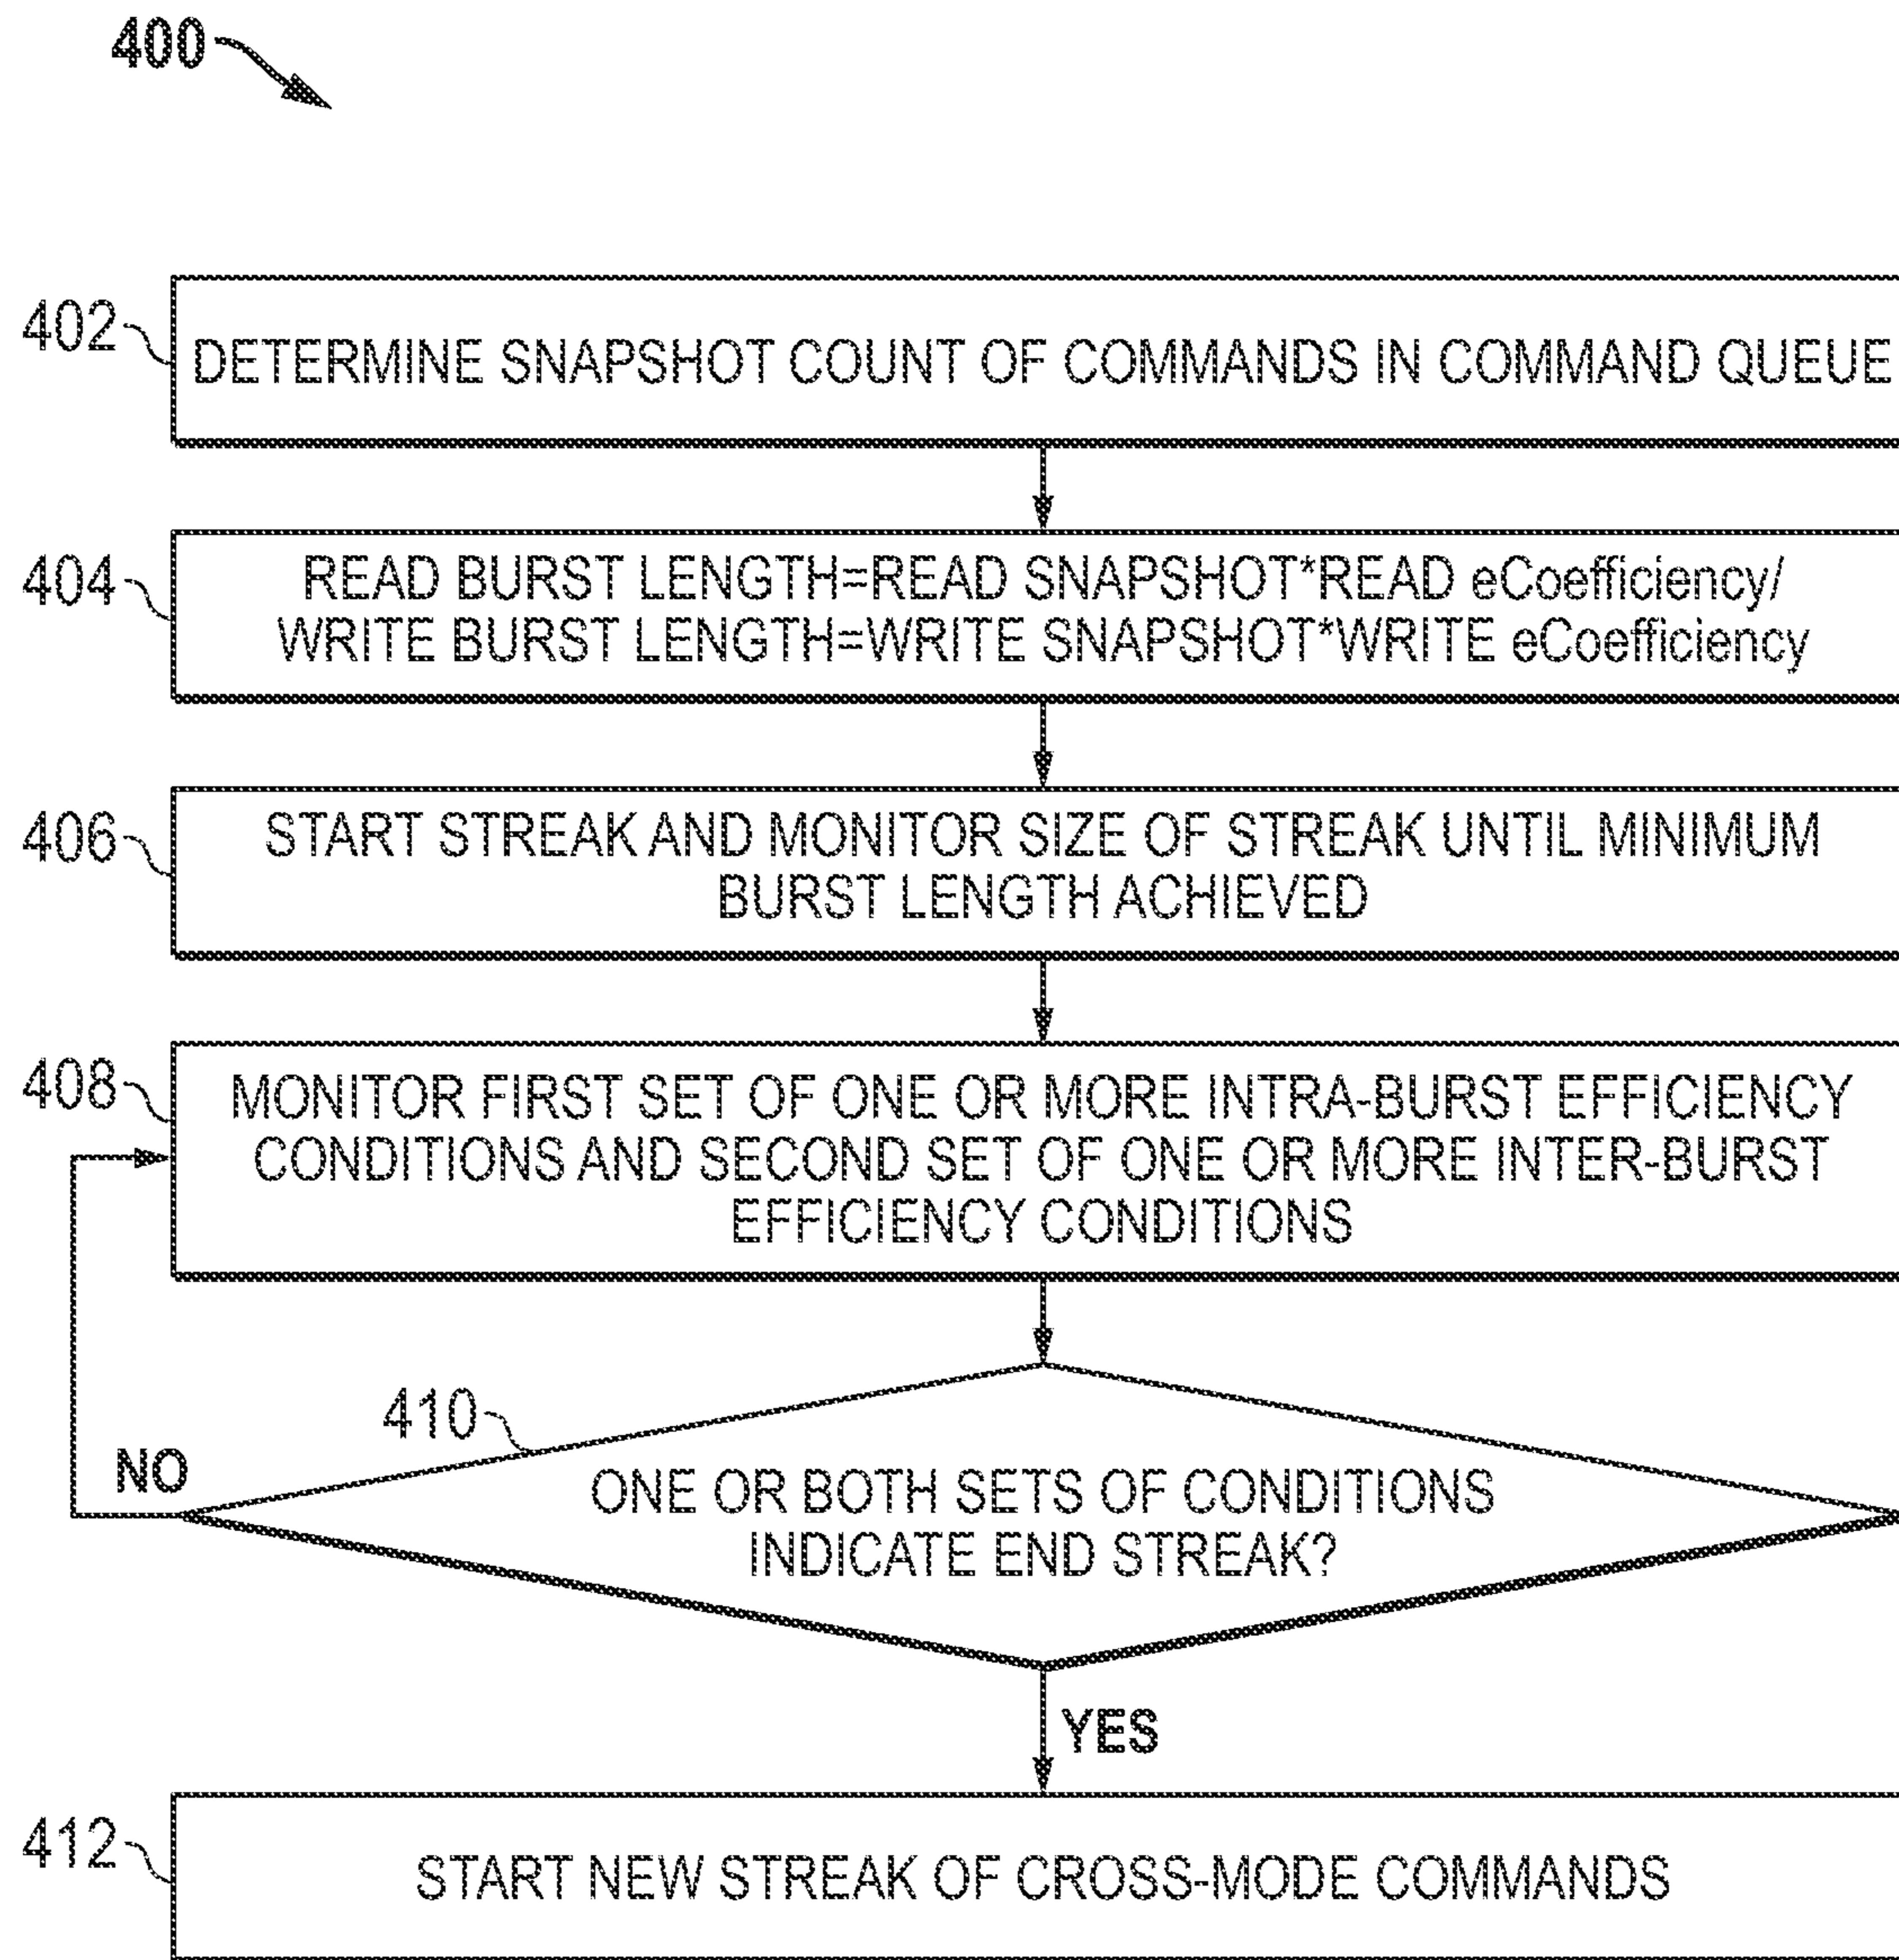 400
402
DETERMINE SNAPSHOT COUNT OF COMMANDS IN COMMAND QUEUE
404
READ BURST LENGTH=READ SNAPSHOT*READ eCoefficiency/
WRITE BURST LENGTH=WRITE SNAPSHOT*WRITE eCoefficiency
406
START STREAK AND MONITOR SIZE OF STREAK UNTIL MINIMUM
BURST LENGTH ACHIEVED
408
MONITOR FIRST SET OF ONE OR MORE INTRA-BURST EFFICIENCY
CONDITIONS AND SECOND SET OF ONE OR MORE INTER-BURST
EFFICIENCY CONDITIONS
410
NO
ONE OR BOTH SETS OF CONDITIONS
INDICATE END STREAK?
YES
412
START NEW STREAK OF CROSS-MODE COMMANDS